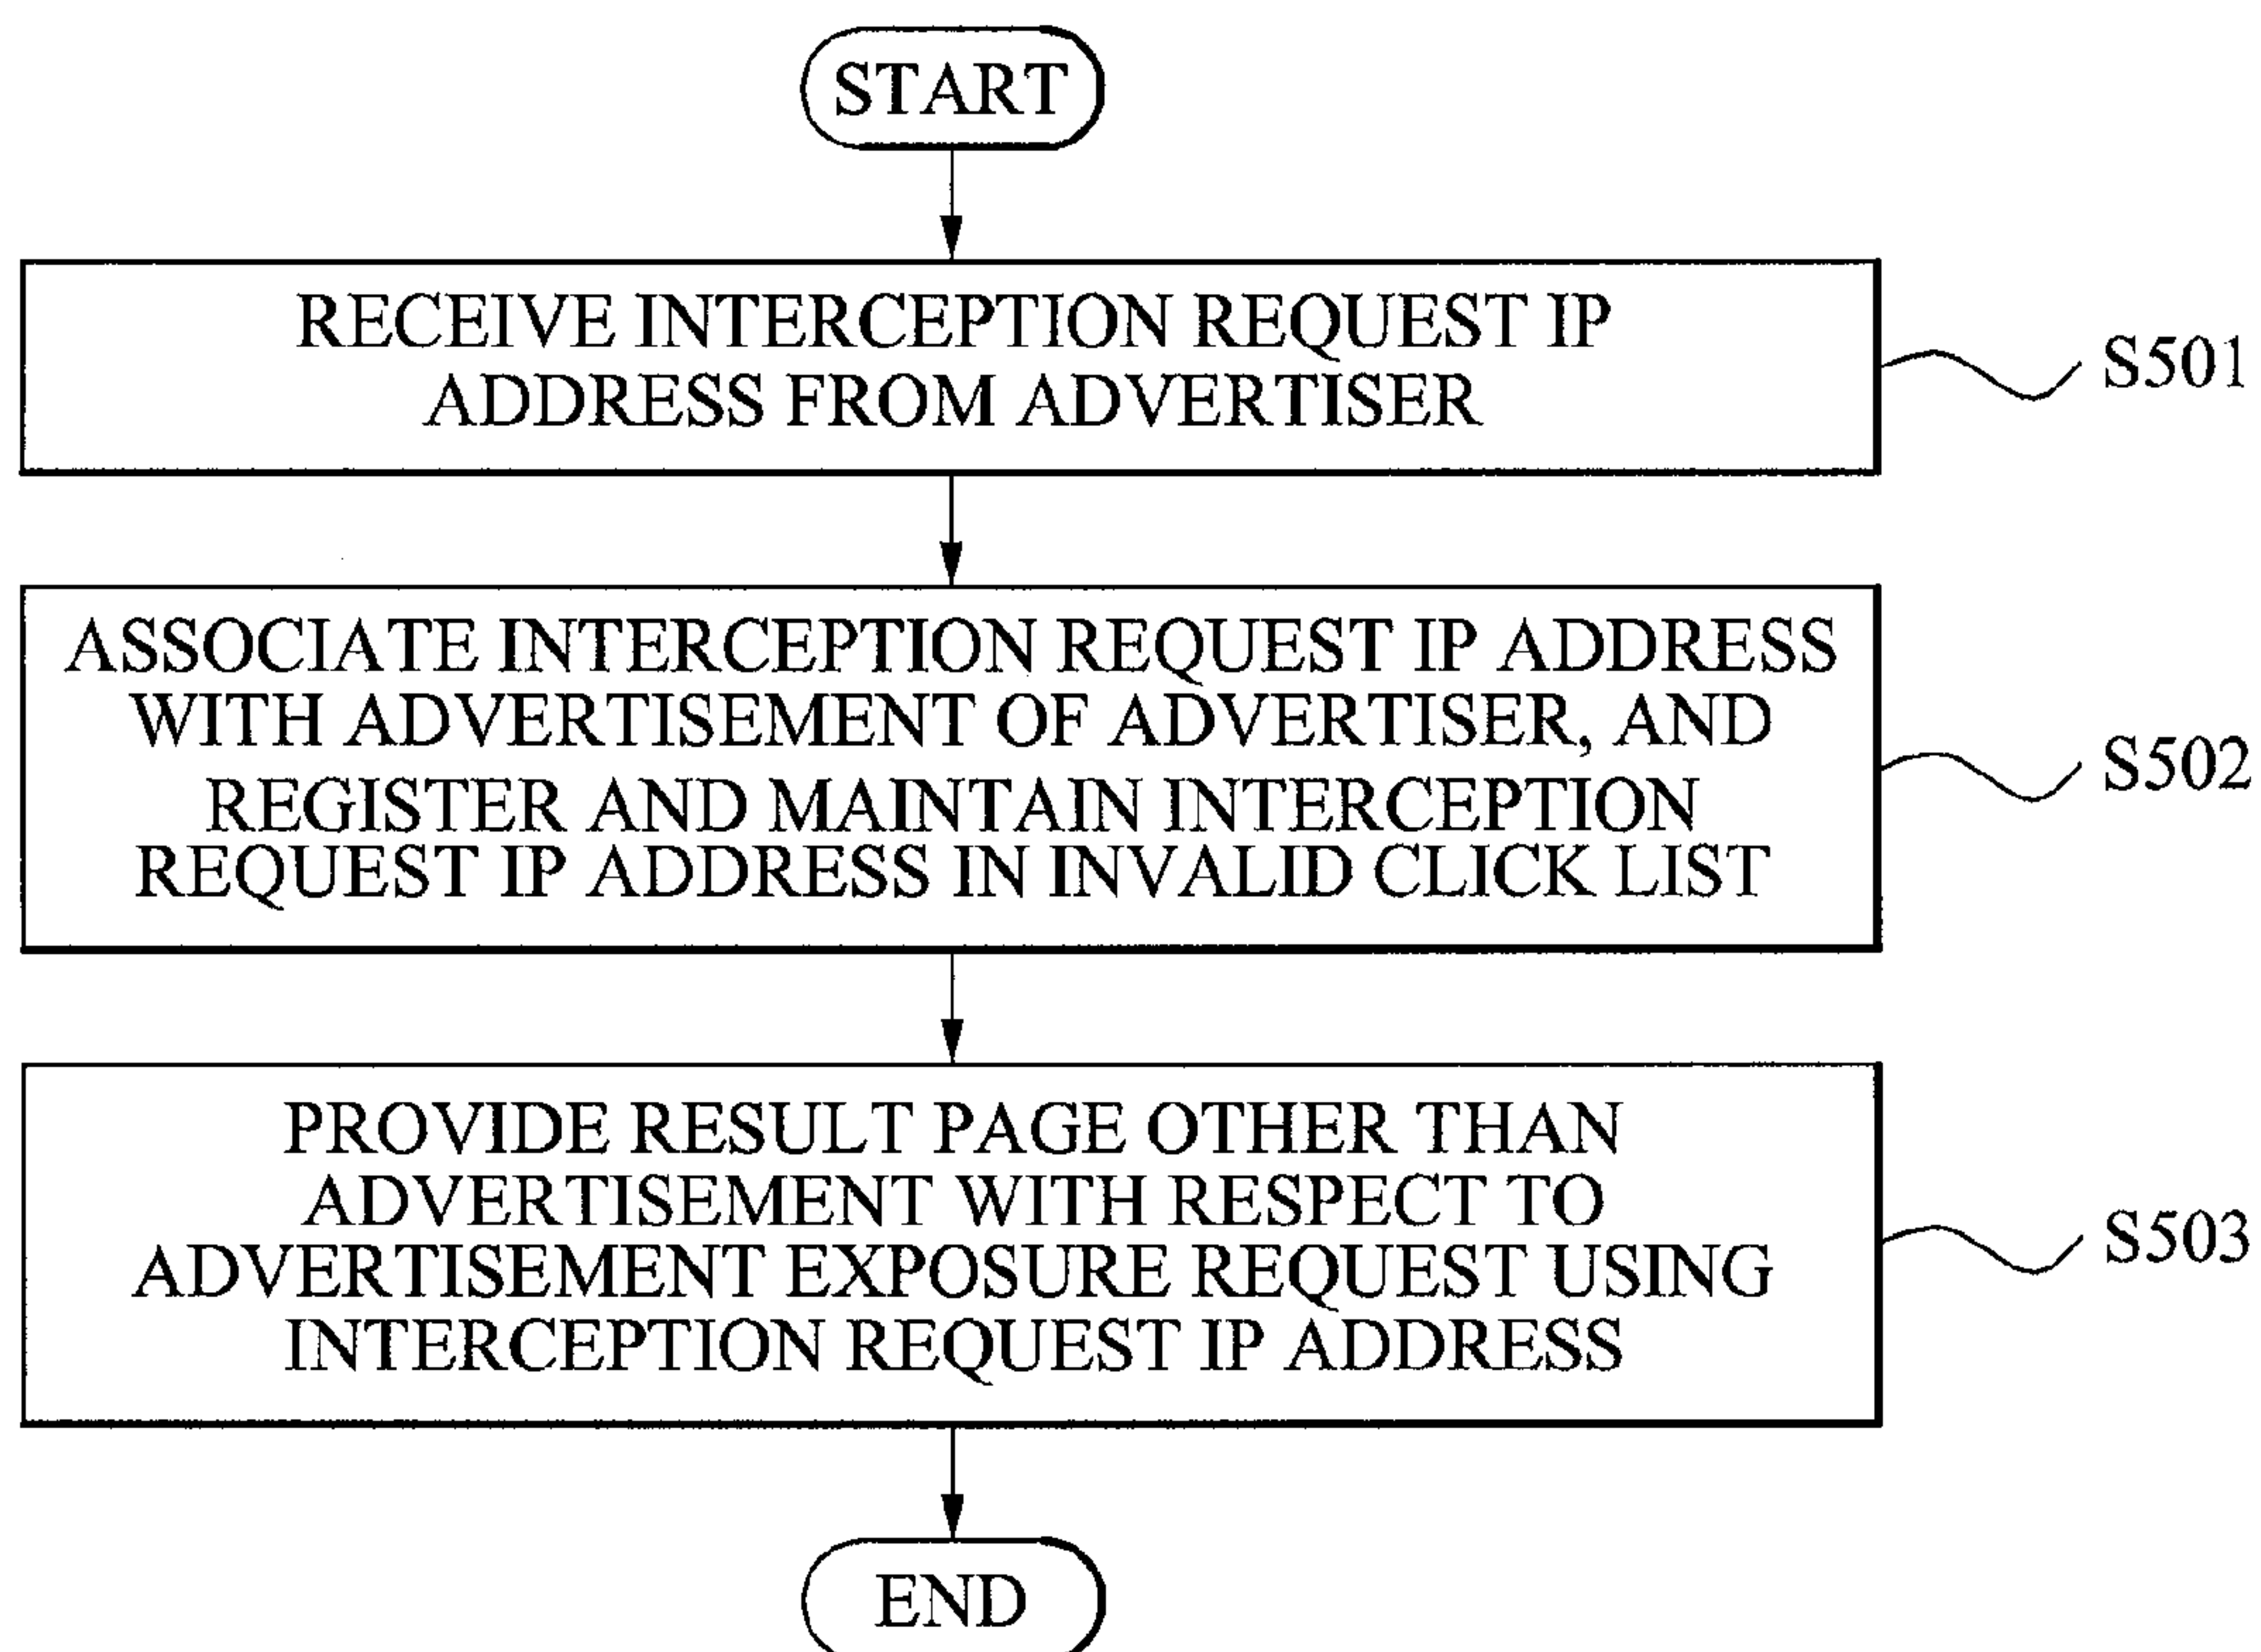 START
RECEIVE INTERCEPTION REQUEST IP
ADDRESS FROM ADVERTISER
S501
ASSOCIATE INTERCEPTION REQUEST IP ADDRESS
WITH ADVERTISEMENT OF ADVERTISER, AND
REGISTER AND MAINTAIN INTERCEPTION
REQUEST IP ADDRESS IN INVALID CLICK LIST
S502
PROVIDE RESULT PAGE OTHER THAN
ADVERTISEMENT WITH RESPECT TO
ADVERTISEMENT EXPOSURE REQUEST USING
INTERCEPTION REQUEST IP ADDRESS
S503
END